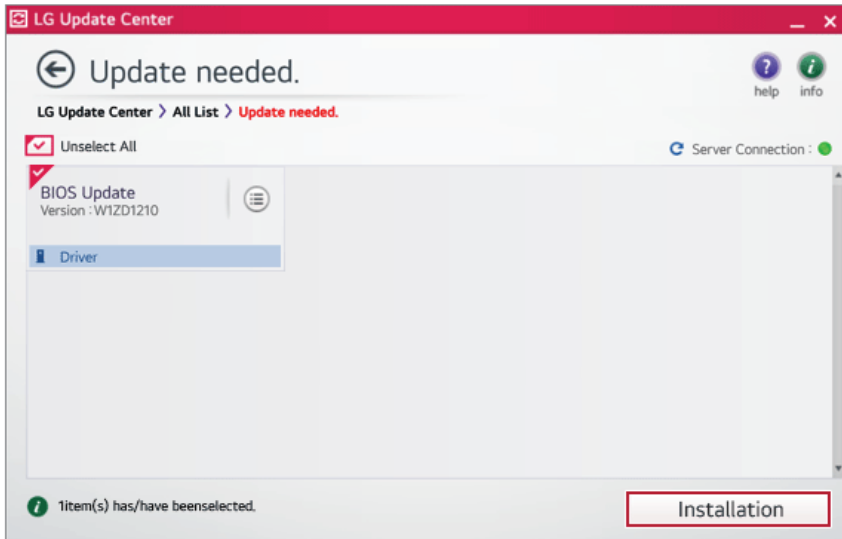 LG Update Center
Update needed.
help
info
LG Update Center > All List > Update needed.
Unselect All
Server Connection :
BIOS Update
Version : W1ZD1210
Driver
1item(s) has/have beenselected.
Installation